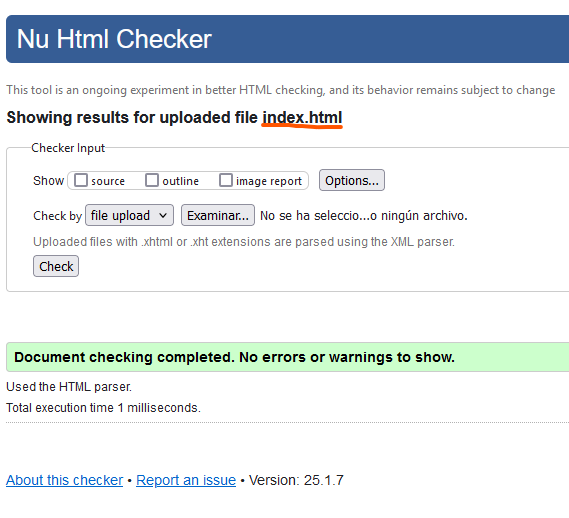 Nu Html Checker
This tool is an ongoing experiment in better HTML checking, and its behavior remains subject to change
Showing results for uploaded file index.html
Checker Input
Show source outline image report Options...
Check by file upload Examinar... No se ha seleccio...o ningún archivo.
Uploaded files with .xhtml or .xht extensions are parsed using the XML parser.
Check
Document checking completed. No errors or warnings to show.
Used the HTML parser.
Total execution time 1 milliseconds.
About this checker • Report an issue • Version: 25.1.7